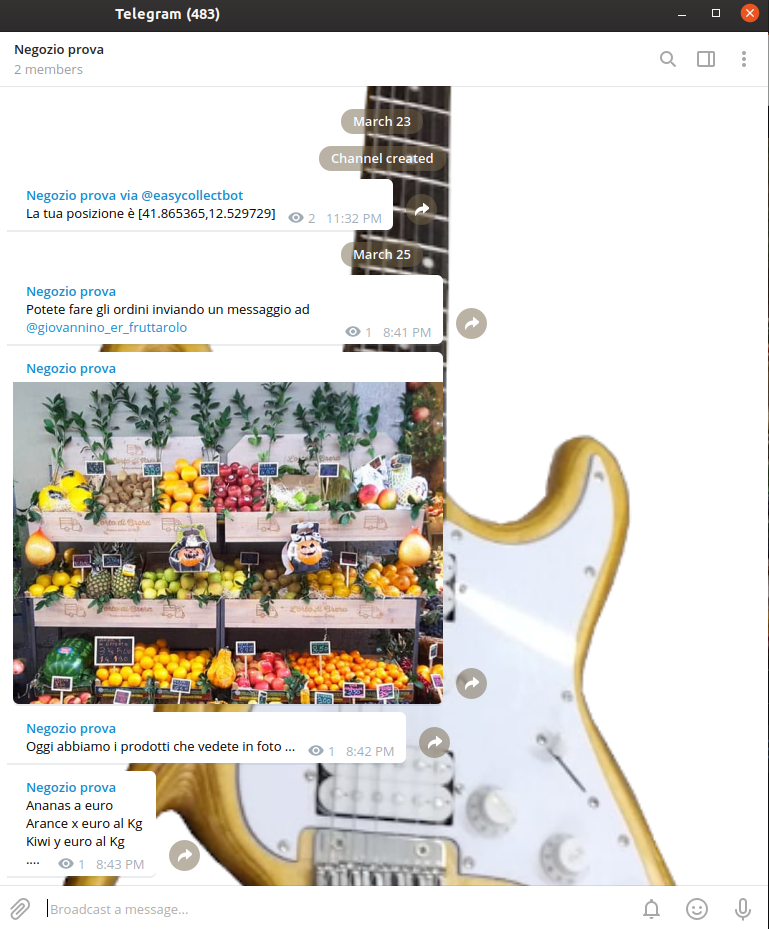 Telegram (483)
Negozio prova
2 members
March 23
Channel created
Negozio prova via @easycollectbot
La tua posizione è [41.865365,12.529729] 2 11:32 PM
March 25
Negozio prova
Potete fare gli ordini inviando un messaggio ad
@giovannino_er_fruttarolo 1 8:41 PM
Negozio prova
Negozio prova
Oggi abbiamo i prodotti che vedete in foto ... 1 8:42 PM
Negozio prova
Ananas a euro
Arance x euro al Kg
Kiwi y euro al Kg
.... 1 8:43 PM
Broadcast a message...